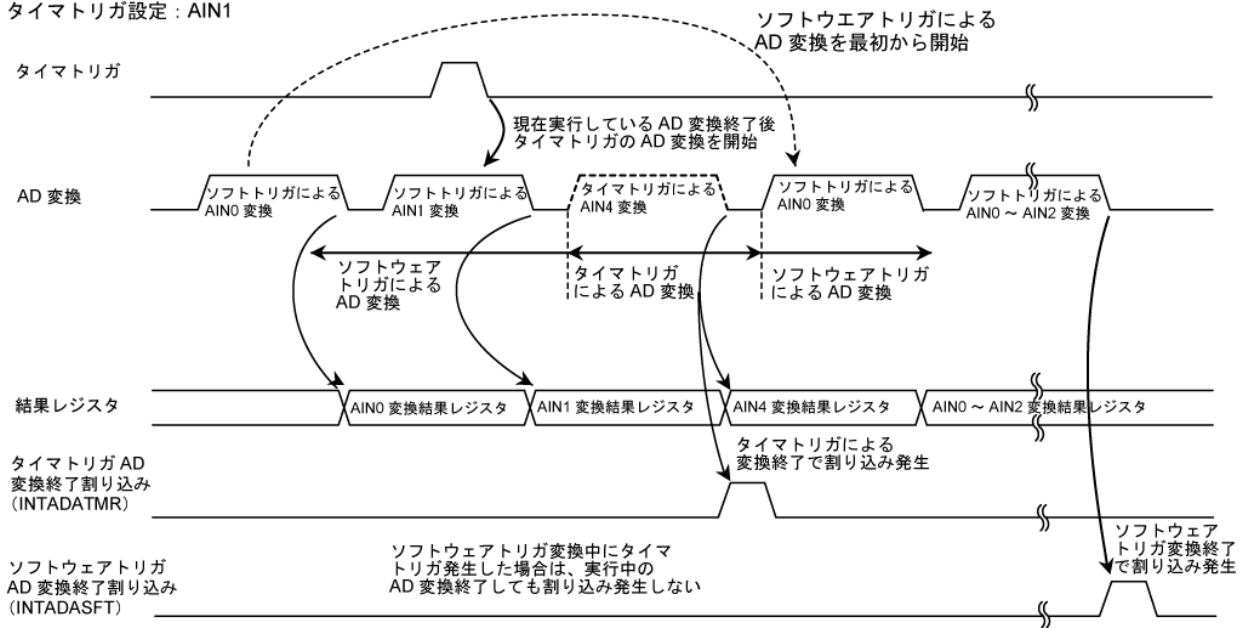 タイマトリガ設定：AIN1
ソフトウエアトリガによる
AD 変換を最初から開始
タイマトリガ
現在実行している AD 変換終了後
タイマトリガの AD 変換を開始
AD 変換
ソフトトリガによる
AIN0 変換
ソフトトリガによる
AIN1 変換
タイマトリガによる
AIN4 変換
ソフトトリガによる
AIN0 変換
ソフトトリガによる
AIN0 ～ AIN2 変換
ソフトウェア
トリガによる
AD 変換
タイマトリガ
による AD 変換
ソフトウェアトリガ
による AD 変換
結果レジスタ
AIN0 変換結果レジスタ
AIN1 変換結果レジスタ
AIN4 変換結果レジスタ
AIN0 ～ AIN2 変換結果レジスタ
タイマトリガ AD
変換終了割り込み
（INTADATMR）
タイマトリガによる
変換終了で割り込み発生
ソフトウェアトリガ
AD 変換終了割り込み
(INTADASFT)
ソフトウェアトリガ変換中にタイマ
トリガ発生した場合は、実行中の
AD 変換終了しても割り込み発生しない
ソフトウェア
トリガ変換終了
で割り込み発生